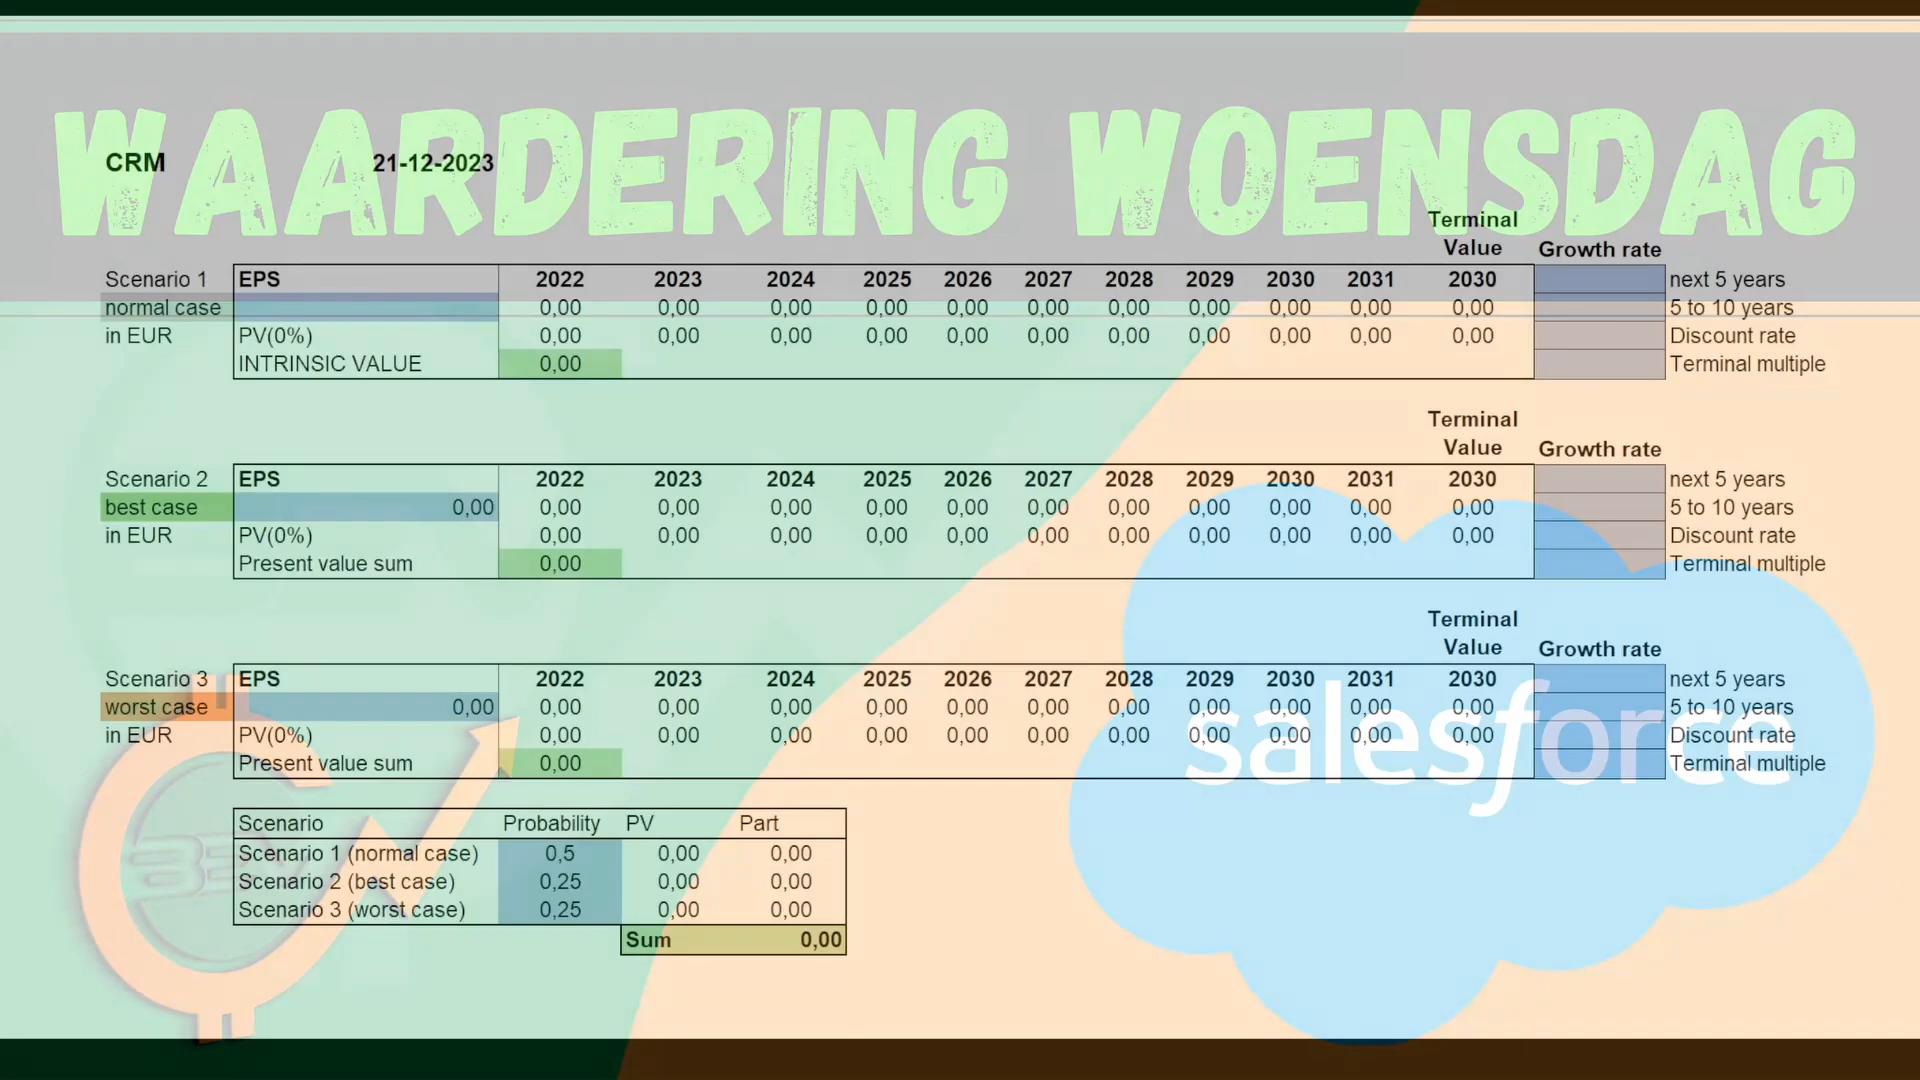 WAARDERING WOENSDAG
CRM 21-12-2023
Terminal
Value Growth rate
Scenario 1 EPS 2022 2023 2024 2025 2026 2027 2028 2029 2030 2031 2030 next 5 years
normal case 0,00 0,00 0,00 0,00 0,00 0,00 0,00 0,00 0,00 0,00 0,00 5 to 10 years
in EUR PV(0%) 0,00 0,00 0,00 0,00 0,00 0,00 0,00 0,00 0,00 0,00 0,00 Discount rate
INTRINSIC VALUE 0,00 Terminal multiple
Terminal
Value Growth rate
Scenario 2 EPS 2022 2023 2024 2025 2026 2027 2028 2029 2030 2031 2030 next 5 years
best case 0,00 0,00 0,00 0,00 0,00 0,00 0,00 0,00 0,00 0,00 0,00 0,00 5 to 10 years
in EUR PV(0%) 0,00 0,00 0,00 0,00 0,00 0,00 0,00 0,00 0,00 0,00 0,00 Discount rate
Present value sum 0,00 Terminal multiple
Terminal
Value Growth rate
Scenario 3 EPS 2022 2023 2024 2025 2026 2027 2028 2029 2030 2031 2030 next 5 years
worst case 0,00 0,00 0,00 0,00 0,00 0,00 0,00 0,00 0,00 0,00 0,00 0,00 5 to 10 years
in EUR PV(0%) 0,00 0,00 0,00 0,00 0,00 0,00 0,00 0,00 0,00 0,00 0,00 Discount rate
Present value sum 0,00 Terminal multiple
salesforce
Scenario Probability PV Part
Scenario 1 (normal case) 0,5 0,00 0,00
Scenario 2 (best case) 0,25 0,00 0,00
Scenario 3 (worst case) 0,25 0,00 0,00
Sum 0,00